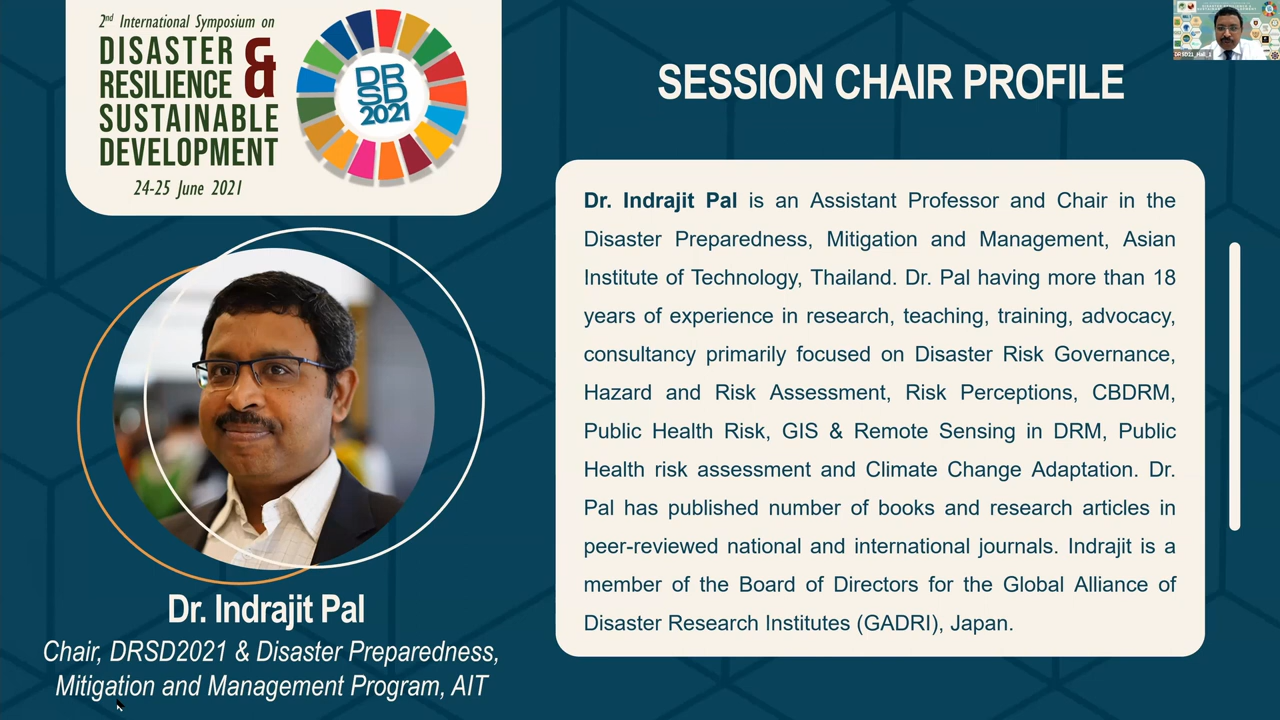 2nd International Symposium on
DISASTER &
RESILIENCE
SUSTAINABLE
DEVELOPMENT
24-25 June 2021
DR
SD
2021
SESSION CHAIR PROFILE
Dr. Indrajit Pal is an Assistant Professor and Chair in the
Disaster Preparedness, Mitigation and Management, Asian
Institute of Technology, Thailand. Dr. Pal having more than 18
years of experience in research, teaching, training, advocacy,
consultancy primarily focused on Disaster Risk Governance,
Hazard and Risk Assessment, Risk Perceptions, CBDRM,
Public Health Risk, GIS & Remote Sensing in DRM, Public
Health risk assessment and Climate Change Adaptation. Dr.
Pal has published number of books and research articles in
peer-reviewed national and international journals. Indrajit is a
member of the Board of Directors for the Global Alliance of
Disaster Research Institutes (GADRI), Japan.
Dr. Indrajit Pal
Chair, DRSD2021 & Disaster Preparedness,
Mitigation and Management Program, AIT